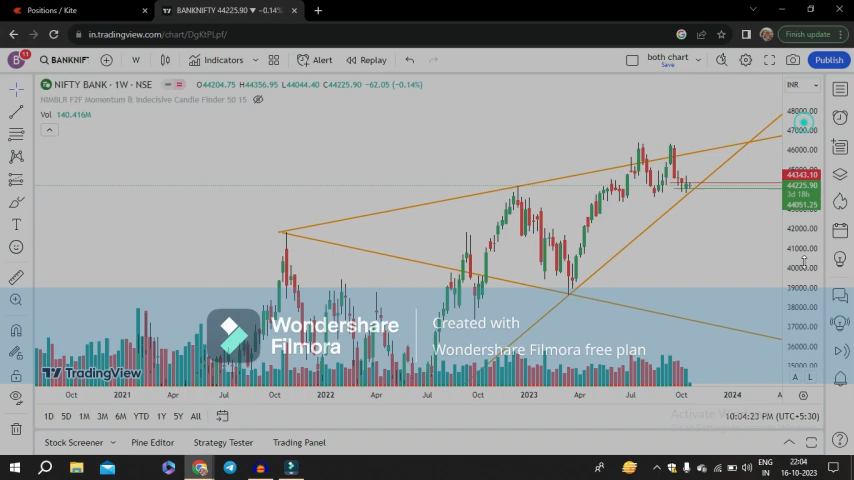 Positions / Kite
BANKNIFTY 44225.90 ▼ −0.14%
in.tradingview.com/chart/DgKtPLpf/
Finish update
B
11
BANKNIF
W
Indicators
Alert
Replay
both chart
Save
Publish
NIFTY BANK · 1W · NSE
O44204.75 H44356.95 L44044.40 C44225.90 −62.05 (−0.14%)
INR
NIMBLR F2F Momentum & Indecisive Candle Finder 50 15
Vol 140.416M
48000.00
47000.00
46000.00
44343.10
44225.90
3d 18h
44051.25
43000.00
42000.00
41000.00
40000.00
39000.00
38000.00
37000.00
36000.00
35000.00
Wondershare
Filmora
Created with
Wondershare Filmora free plan
TradingView
A L
Oct 2021 Apr Jul Oct 2022 Apr Jul Oct 2023 Apr Jul Oct 2024
1D 5D 1M 3M 6M YTD 1Y 5Y All
Activate
10:04:23 PM (UTC+5:30)
Stock Screener
Pine Editor
Strategy Tester
Trading Panel
ENG
IN
22:04
16-10-2023